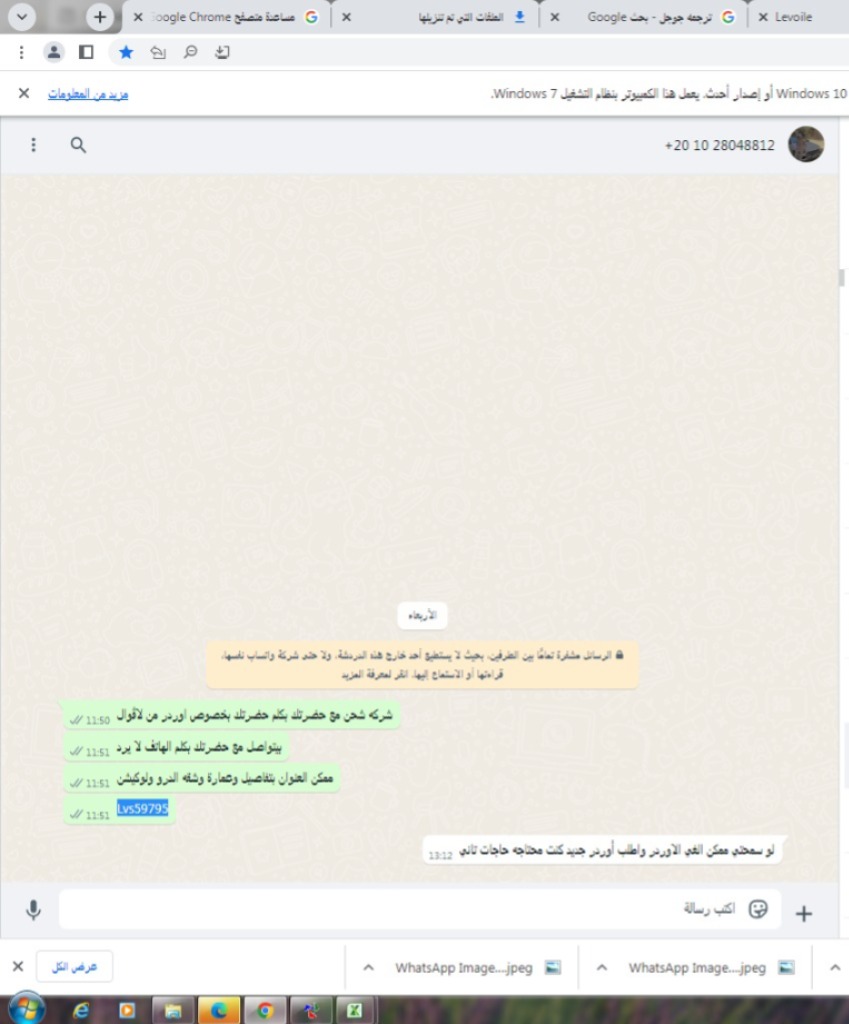 Levoile
ترجمه جوجل - بحث Google
الملفات التي تم تنزيلها
مساعدة متصفح Google Chrome
Windows 10 أو إصدار أحدث. يعمل هذا الكمبيوتر بنظام التشغيل Windows 7.
مزيد من المعلومات
+20 10 28048812
الأربعاء
الرسائل مشفرة تمامًا بين الطرفين، بحيث لا يستطيع أحد خارج هذه الدردشة، ولا حتى شركة واتساب نفسها،
قراءتها أو الاستماع إليها. انقر لمعرفة المزيد
شركه شحن مع حضرتك بكلم حضرتك بخصوص اوردر من لافوال 11:50
بيتواصل مع حضرتك بكلم الهاتف لا يرد 11:51
ممكن العنوان بتفاصيل وعمارة وشقه الدرو ولوكيشن 11:51
Lvs59795 11:51
لو سمحتي ممكن الغي الاوردر واطلب أوردر جديد كنت محتاجه حاجات تاني 13:12
اكتب رسالة
WhatsApp Image....jpeg
WhatsApp Image....jpeg
عرض الكل